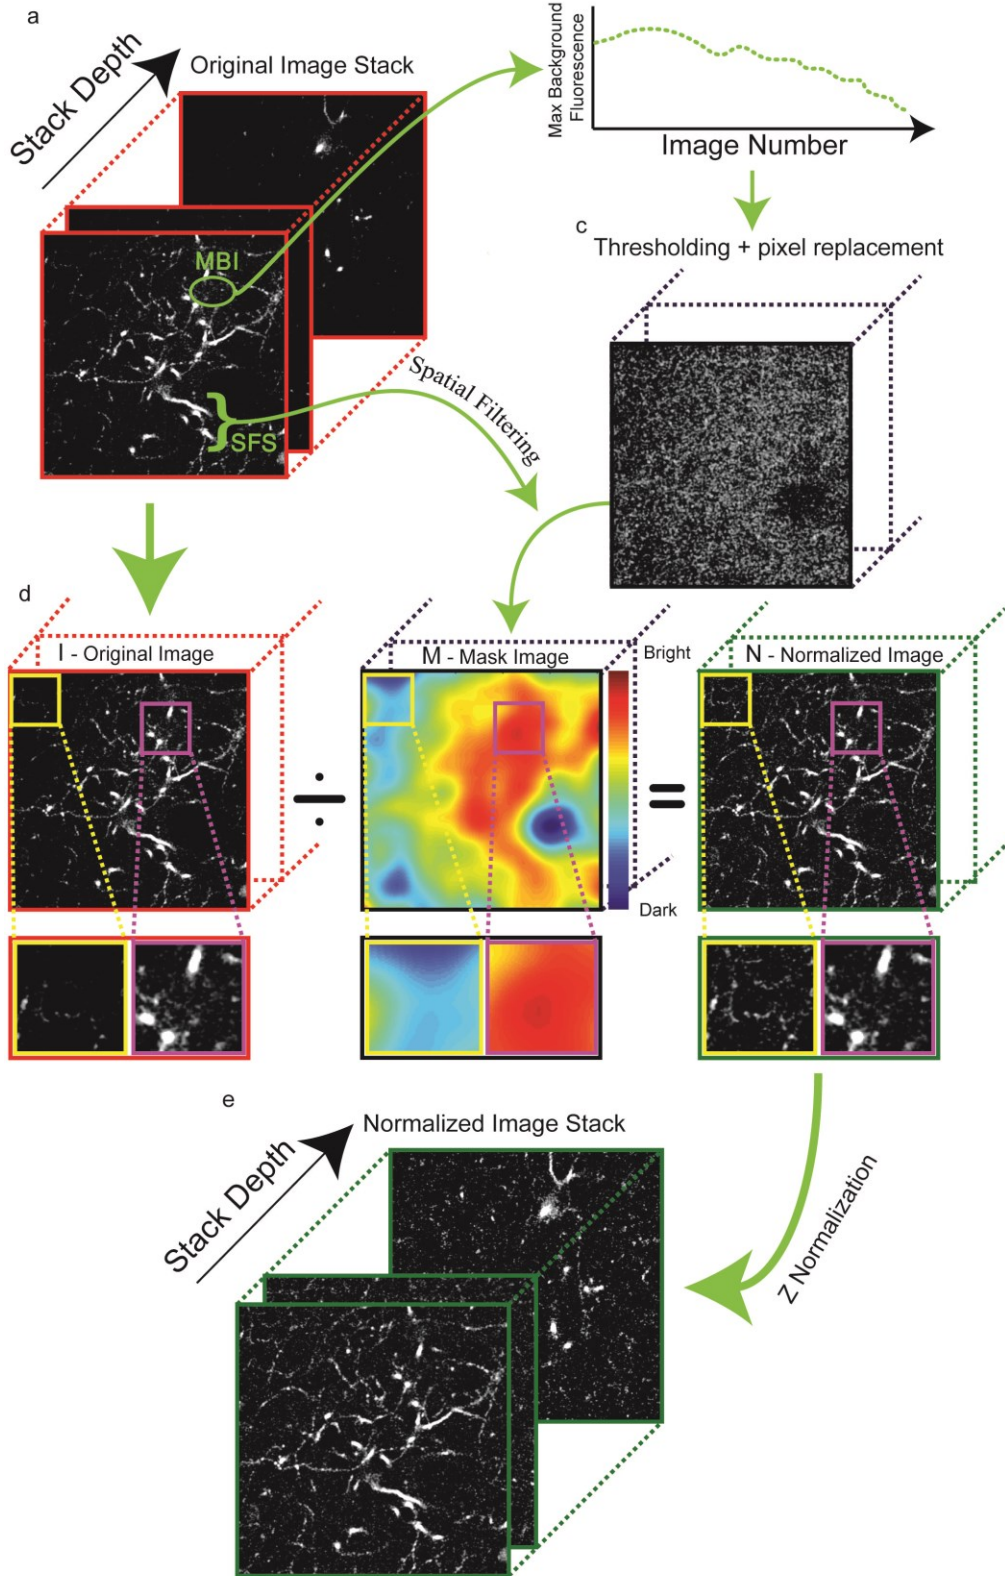 a
Stack Depth
Original Image Stack
Max Background
Fluorescence
Image Number
MBI
SFS
Spatial Filtering
c
Thresholding + pixel replacement
d
I - Original Image
M - Mask Image
Bright
N - Normalized Image
÷
=
Dark
e
Stack Depth
Normalized Image Stack
Z Normalization